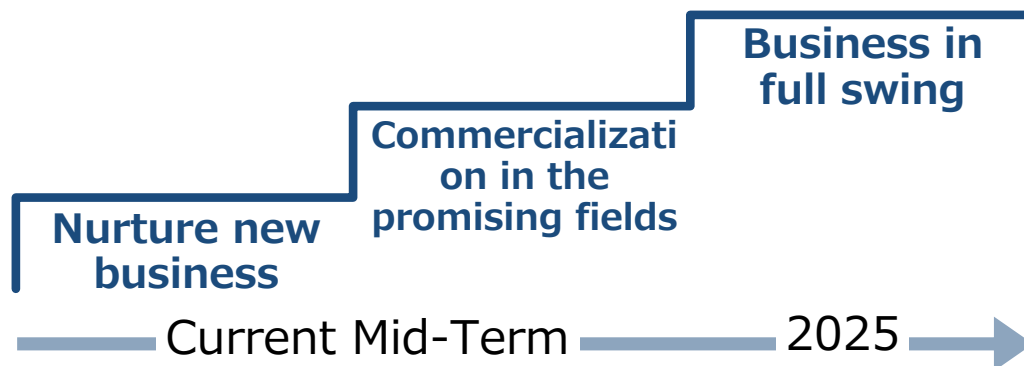 Business in
full swing
Commercializati
on in the
promising fields
Nurture new
business
Current Mid-Term
2025